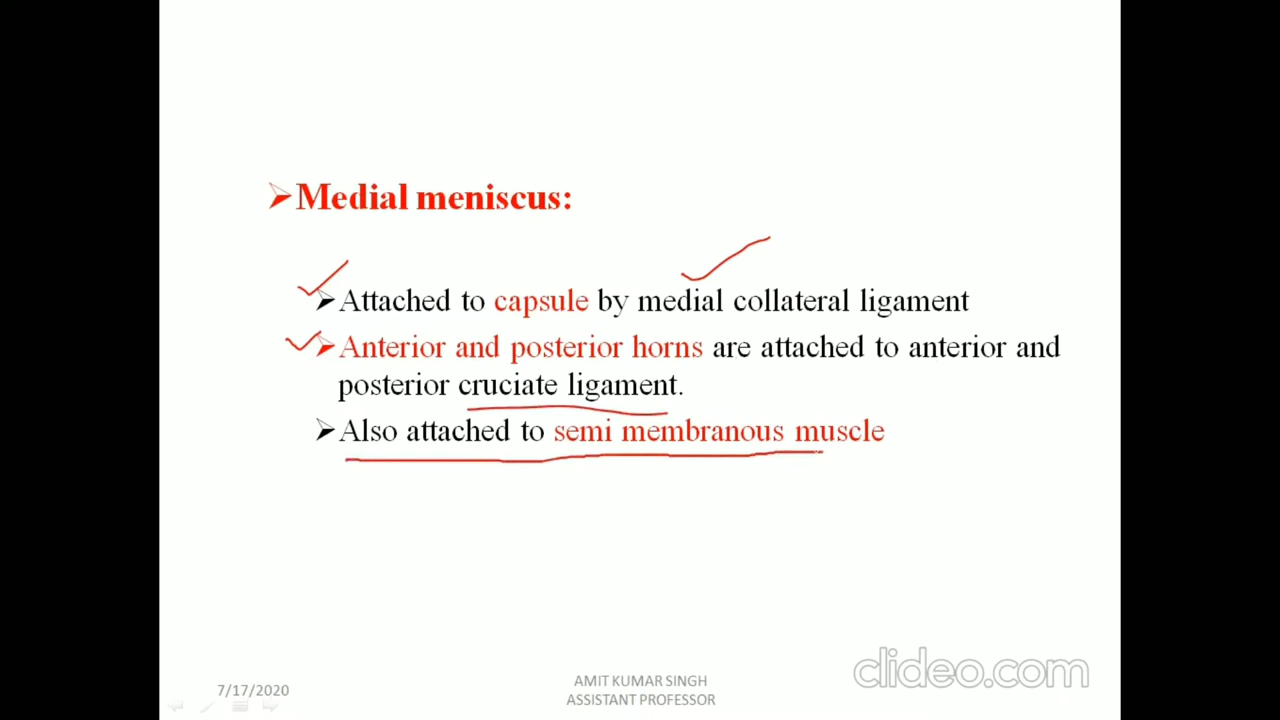 Medial meniscus:
Attached to capsule by medial collateral ligament
Anterior and posterior horns are attached to anterior and
posterior cruciate ligament.
Also attached to semi membranous muscle
7/17/2020
AMIT KUMAR SINGH
ASSISTANT PROFESSOR
clideo.com